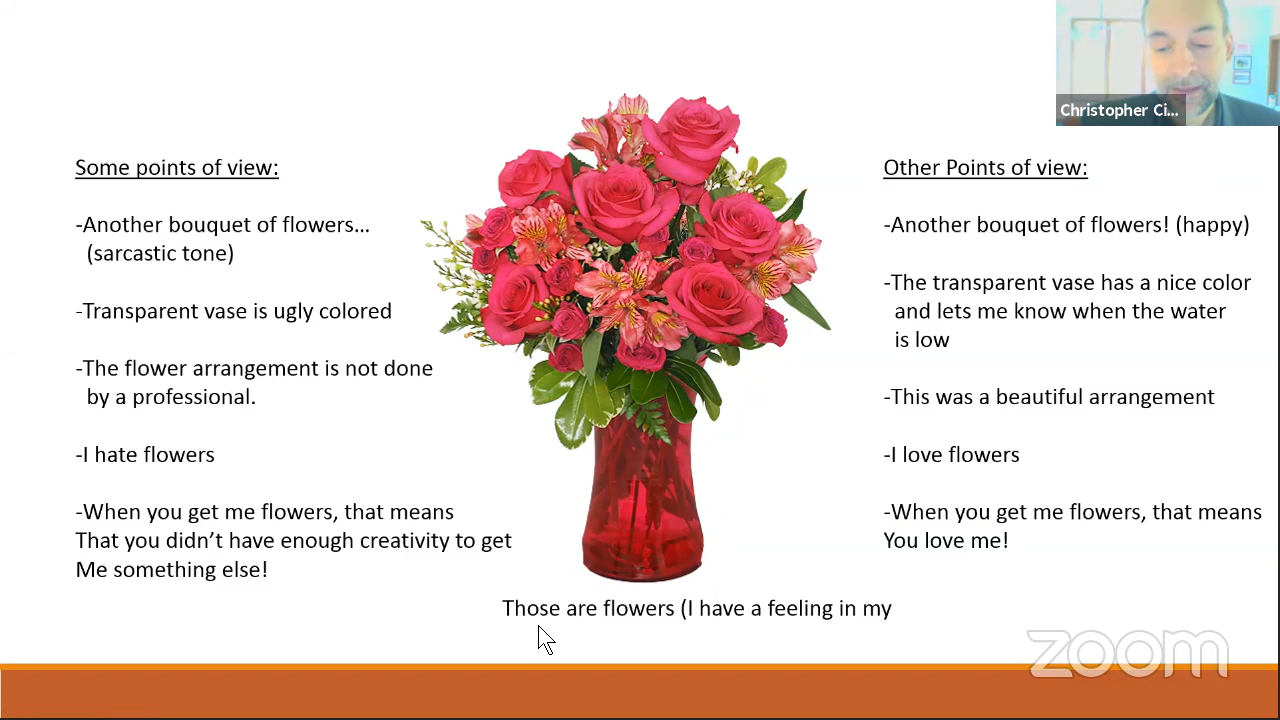 Christopher Ci...
Some points of view:
-Another bouquet of flowers...
(sarcastic tone)
-Transparent vase is ugly colored
-The flower arrangement is not done
by a professional.
-I hate flowers
-When you get me flowers, that means
That you didn't have enough creativity to get
Me something else!
Other Points of view:
-Another bouquet of flowers! (happy)
-The transparent vase has a nice color
and lets me know when the water
is low
-This was a beautiful arrangement
-I love flowers
-When you get me flowers, that means
You love me!
Those are flowers (I have a feeling in my
zoom